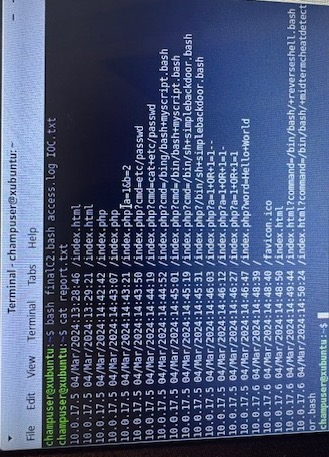 Terminal - champuser@xubuntu:~
File Edit View Terminal Tabs Help
champuser@xubuntu:~$ bash finalC2.bash access.log IOC.txt
champuser@xubuntu:~$ cat report.txt
10.0.17.5 04/Mar/2024:13:28:46 /index.html
10.0.17.5 04/Mar/2024:13:29:21 /index.html
10.0.17.5 04/Mar/2024:14:42:42 /index.php
10.0.17.5 04/Mar/2024:14:43:07 /index.php
10.0.17.5 04/Mar/2024:14:43:21 /index.php?a=1&b=2
10.0.17.5 04/Mar/2024:14:43:50 /index.php?cmd=etc/passwd
10.0.17.5 04/Mar/2024:14:44:19 /index.php?cmd=cat+etc/passwd
10.0.17.5 04/Mar/2024:14:44:52 /index.php?cmd=/bing/bash+myscript.bash
10.0.17.5 04/Mar/2024:14:45:01 /index.php?cmd=/bin/bash+myscript.bash
10.0.17.5 04/Mar/2024:14:45:19 /index.php?cmd=/bin/sh+simplebackdoor.bash
10.0.17.5 04/Mar/2024:14:45:31 /index.php?/bin/sh+simplebackdoor.bash
10.0.17.5 04/Mar/2024:14:46:03 /index.php?a=1+OR+1=1--
10.0.17.5 04/Mar/2024:14:46:12 /index.php?a=1+OR+1=1-
10.0.17.5 04/Mar/2024:14:46:27 /index.php?a=1+OR+1=1
10.0.17.5 04/Mar/2024:14:46:47 /index.php?word=Hello+World
10.0.17.6 04/Mar/2024:14:48:39 /
10.0.17.6 04/Mar/2024:14:48:40 /favicon.ico
10.0.17.6 04/Mar/2024:14:48:50 /index.html
10.0.17.6 04/Mar/2024:14:49:44 /index.html?command=/bin/bash/+reverseshell.bash
10.0.17.6 04/Mar/2024:14:50:24 /index.html?command=/bin/bash/+midtermcheatdetect
or.bash
champuser@xubuntu:~$